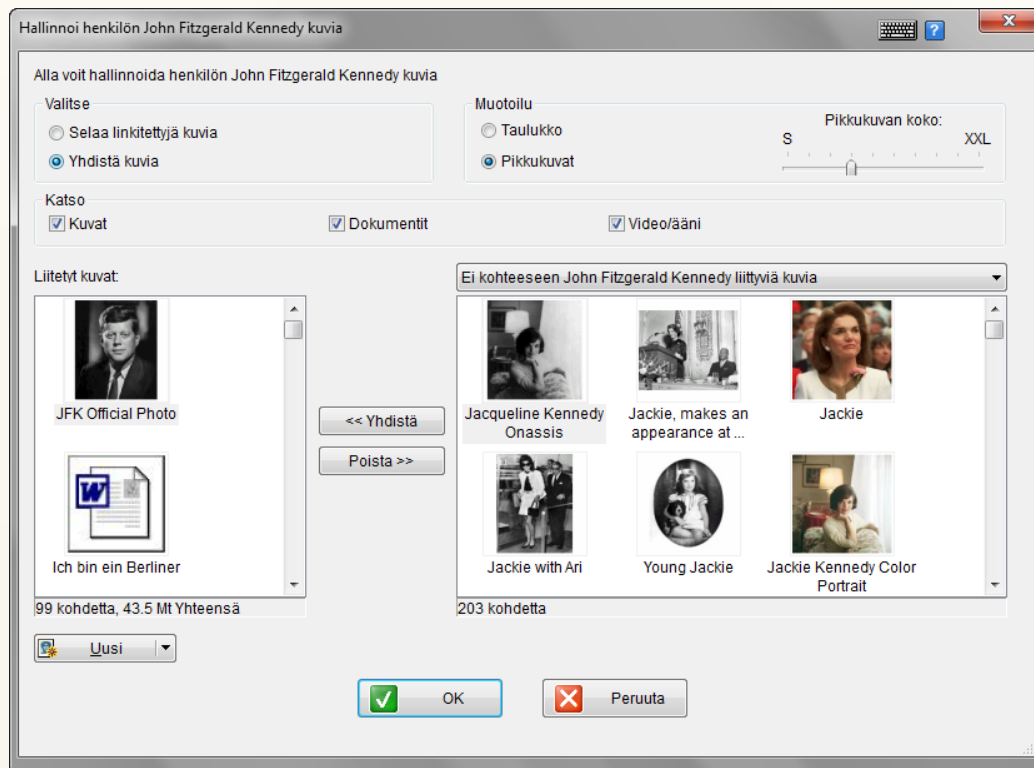 Hallinnoi henkilön John Fitzgerald Kennedy kuvia
?
Alla voit hallinnoida henkilön John Fitzgerald Kennedy kuvia
Valitse
Selaa linkitettyjä kuvia
Yhdistä kuvia
Muotoilu
Taulukko
Pikkukuvat
Pikkukuvan koko:
S
XXL
Katso
Kuvat
Dokumentit
Video/ääni
Liitetyt kuvat:
JFK Official Photo
W
Ich bin ein Berliner
99 kohdetta, 43.5 Mt Yhteensä
<< Yhdistä
Poista >>
Ei kohteeseen John Fitzgerald Kennedy liittyviä kuvia
Jacqueline Kennedy
Onassis
Jackie, makes an
appearance at ...
Jackie
Jackie with Ari
Young Jackie
Jackie Kennedy Color
Portrait
203 kohdetta
Uusi
OK
Peruuta